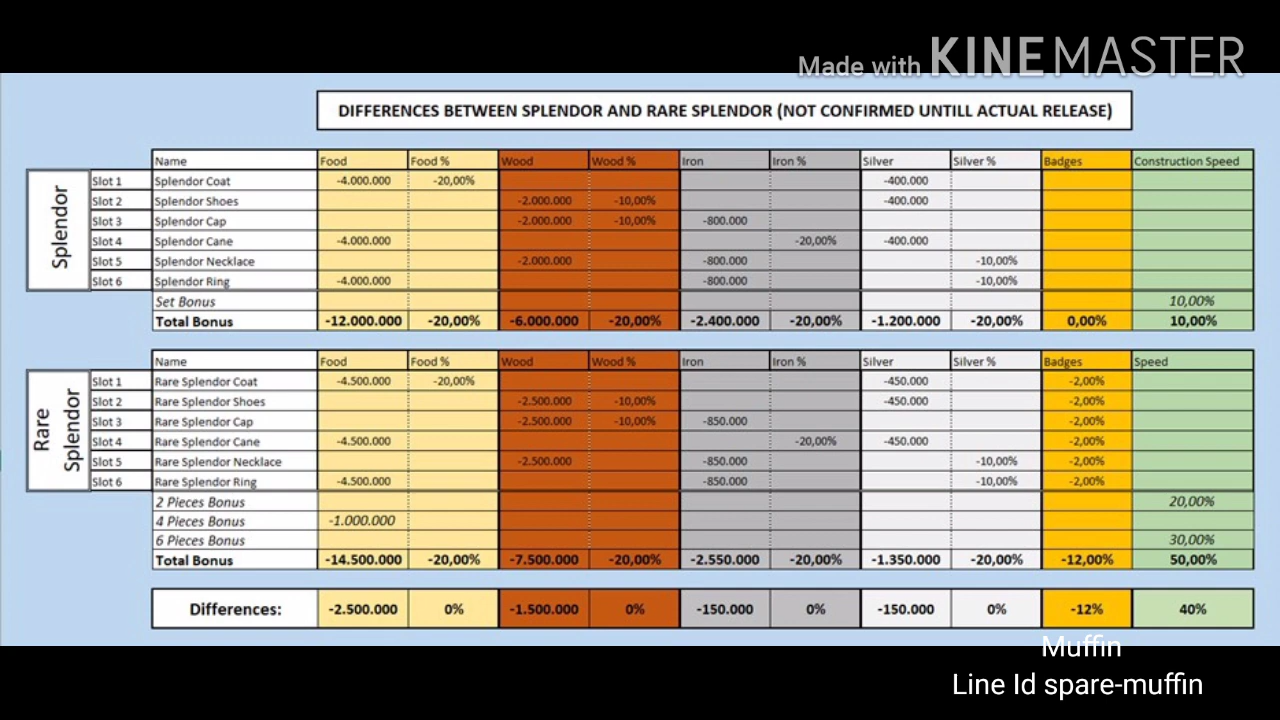 Made with KINEMASTER
DIFFERENCES BETWEEN SPLENDOR AND RARE SPLENDOR (NOT CONFIRMED UNTILL ACTUAL RELEASE)
Name Food Food % Wood Wood % Iron Iron % Silver Silver % Badges Construction Speed
Splendor
Slot 1 Splendor Coat -4.000.000 -20,00% -400.000
Slot 2 Splendor Shoes -2.000.000 -10,00% -400.000
Slot 3 Splendor Cap -2.000.000 -10,00% -800.000
Slot 4 Splendor Cane -4.000.000 -20,00% -400.000
Slot 5 Splendor Necklace -2.000.000 -800.000 -10,00%
Slot 6 Splendor Ring -4.000.000 -800.000 -10,00%
Set Bonus 10,00%
Total Bonus -12.000.000 -20,00% -6.000.000 -20,00% -2.400.000 -20,00% -1.200.000 -20,00% 0,00% 10,00%
Name Food Food % Wood Wood % Iron Iron % Silver Silver % Badges Speed
Rare
Splendor
Slot 1 Rare Splendor Coat -4.500.000 -20,00% -450.000 -2,00%
Slot 2 Rare Splendor Shoes -2.500.000 -10,00% -450.000 -2,00%
Slot 3 Rare Splendor Cap -2.500.000 -10,00% -850.000 -2,00%
Slot 4 Rare Splendor Cane -4.500.000 -20,00% -450.000 -2,00%
Slot 5 Rare Splendor Necklace -2.500.000 -850.000 -10,00% -2,00%
Slot 6 Rare Splendor Ring -4.500.000 -850.000 -10,00% -2,00%
2 Pieces Bonus 20,00%
4 Pieces Bonus -1.000.000
6 Pieces Bonus 30,00%
Total Bonus -14.500.000 -20,00% -7.500.000 -20,00% -2.550.000 -20,00% -1.350.000 -20,00% -12,00% 50,00%
Differences: -2.500.000 0% -1.500.000 0% -150.000 0% -150.000 0% -12% 40%
Muffin
Line Id spare-muffin